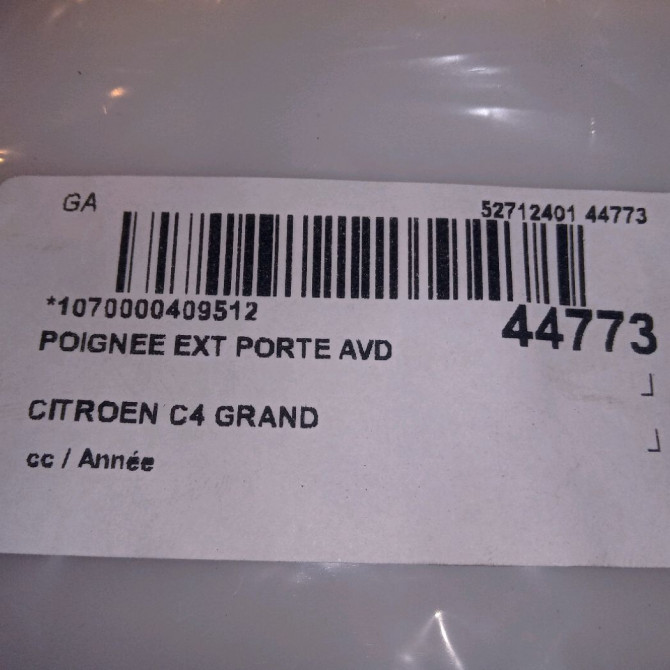 GA
52712401 44773
*1070000409512
44773
POIGNEE EXT PORTE AVD
CITROEN C4 GRAND
cc / Année